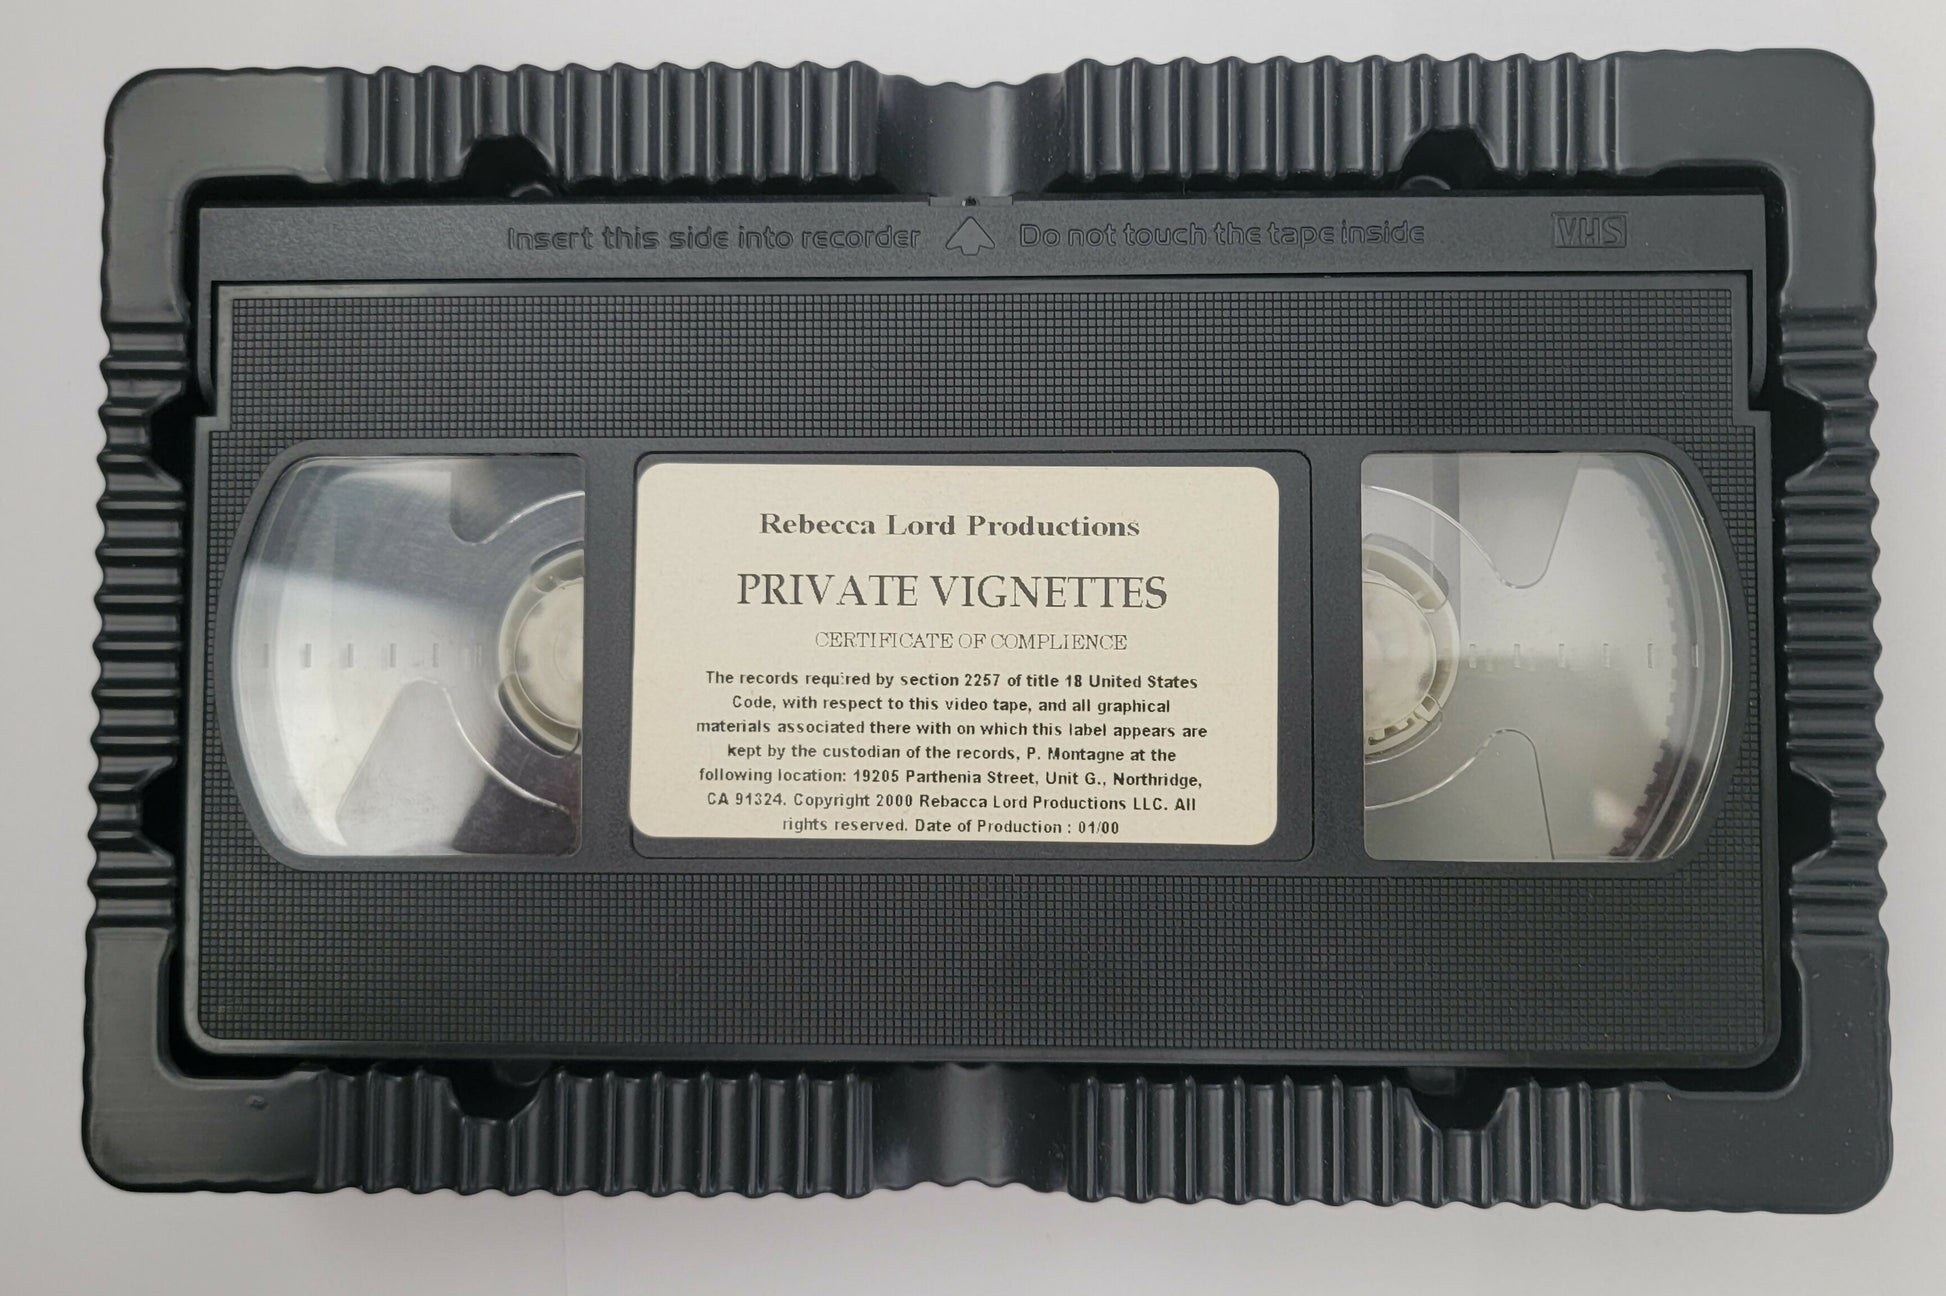 Insert this side into recorder Do not touch the tape inside VHS
Rebecca Lord Productions
PRIVATE VIGNETTES
CERTIFICATE OF COMPLIENCE
The records required by section 2257 of title 18 United States
Code, with respect to this video tape, and all graphical
materials associated there with on which this label appears are
kept by the custodian of the records, P. Montagne at the
following location: 19205 Parthenia Street, Unit G., Northridge,
CA 91324. Copyright 2000 Rebacca Lord Productions LLC. All
rights reserved. Date of Production : 01/00